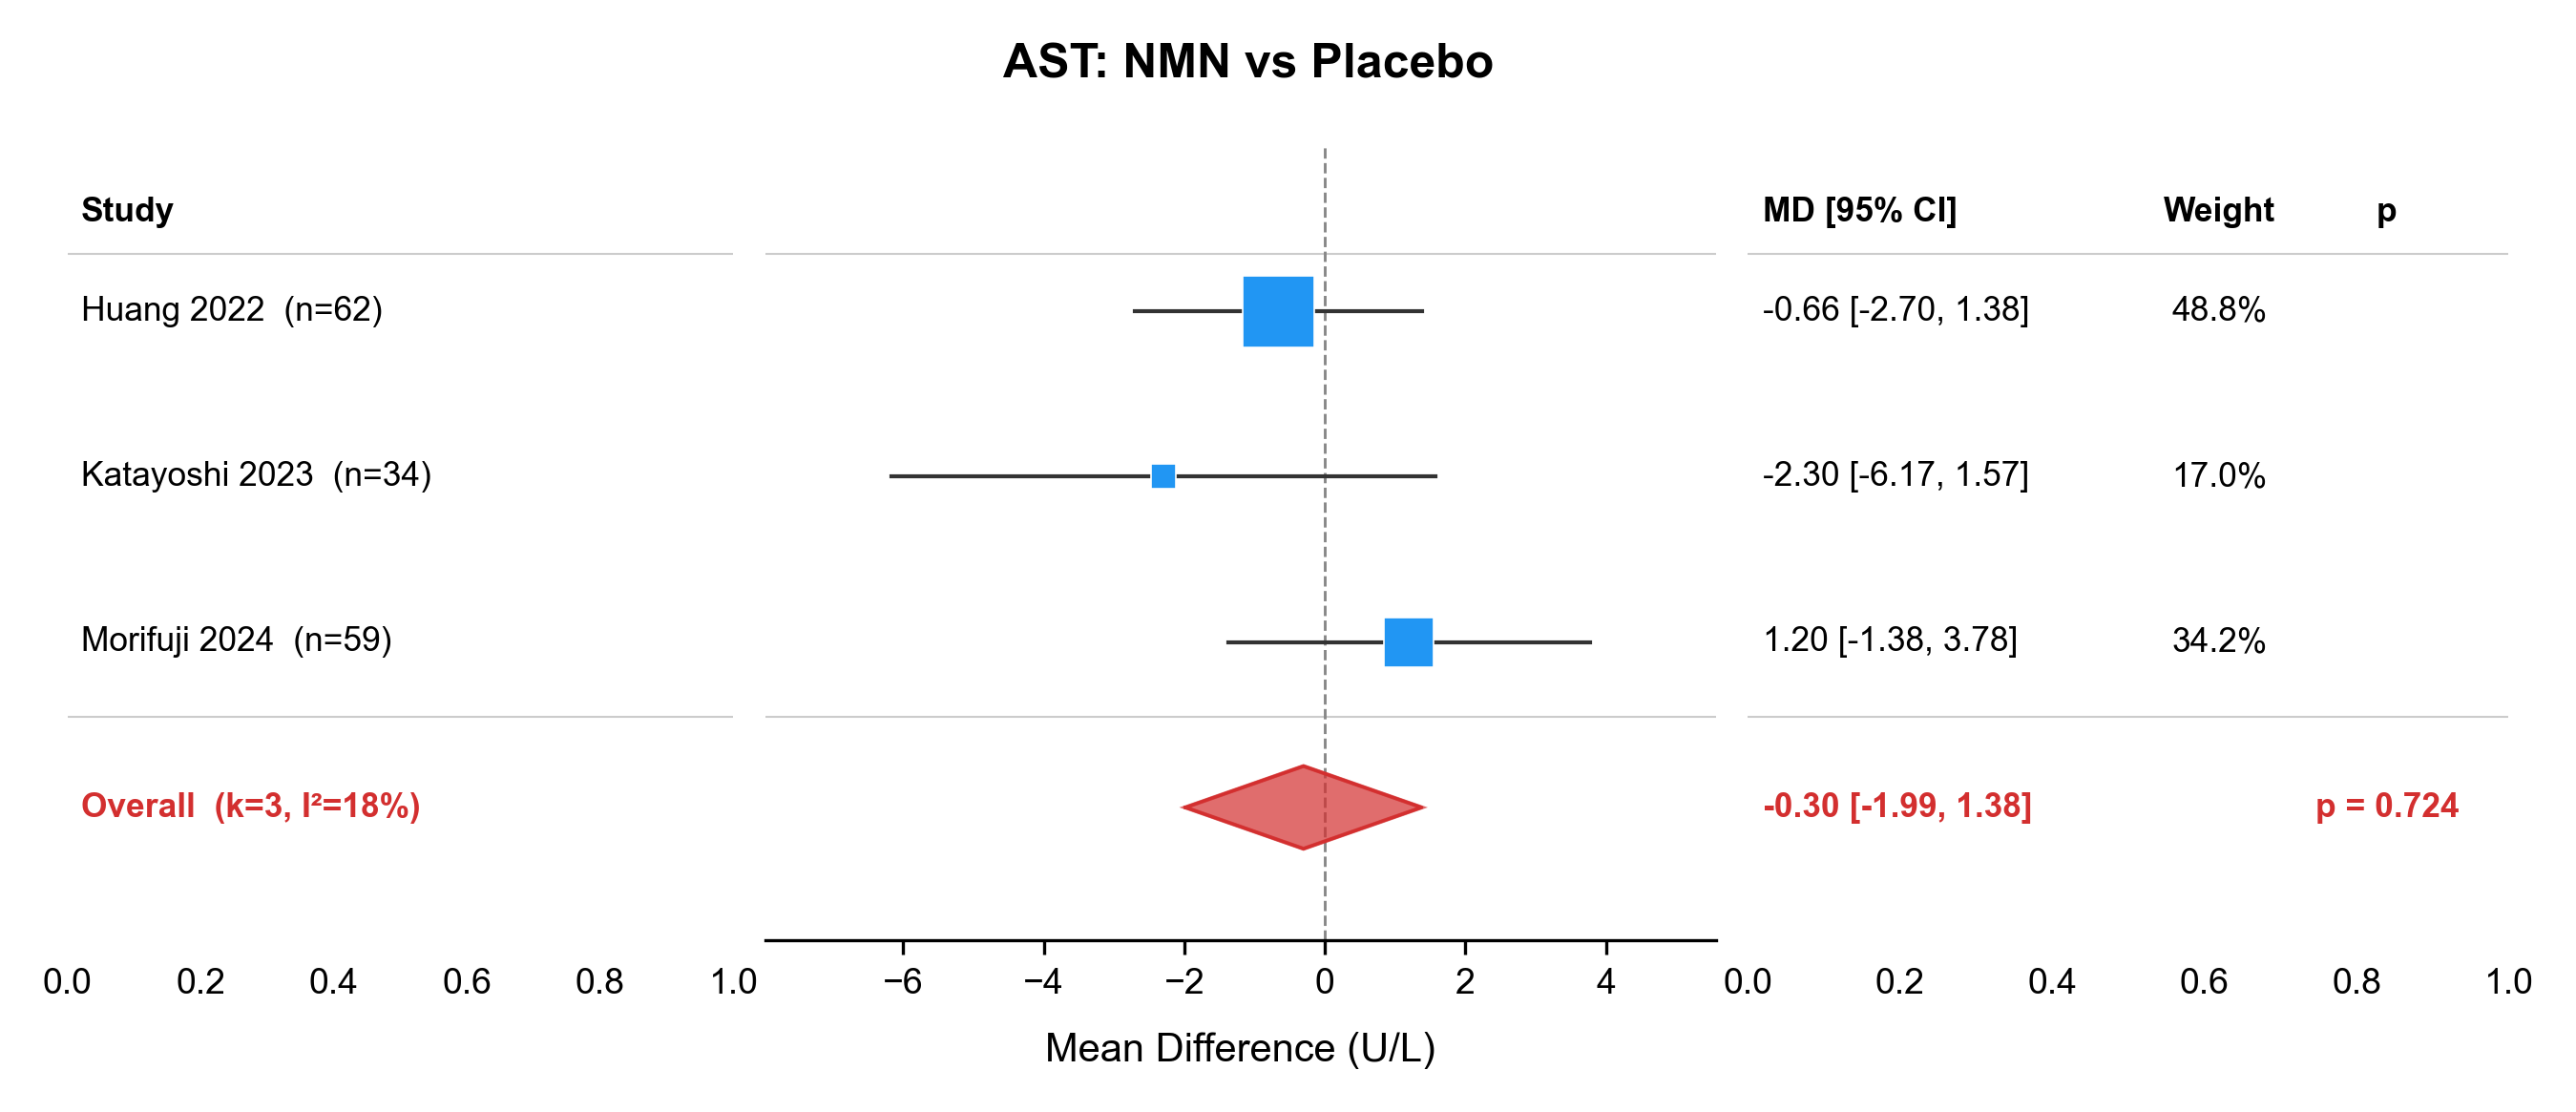 AST: NMN vs Placebo
Study MD [95% CI] Weight p
Huang 2022 (n=62) -0.66 [-2.70, 1.38] 48.8%
Katayoshi 2023 (n=34) -2.30 [-6.17, 1.57] 17.0%
Morifuji 2024 (n=59) 1.20 [-1.38, 3.78] 34.2%
Overall (k=3, I²=18%) -0.30 [-1.99, 1.38] p = 0.724
0.0 0.2 0.4 0.6 0.8 1.0 −6 −4 −2 0 2 4 0.0 0.2 0.4 0.6 0.8 1.0
Mean Difference (U/L)